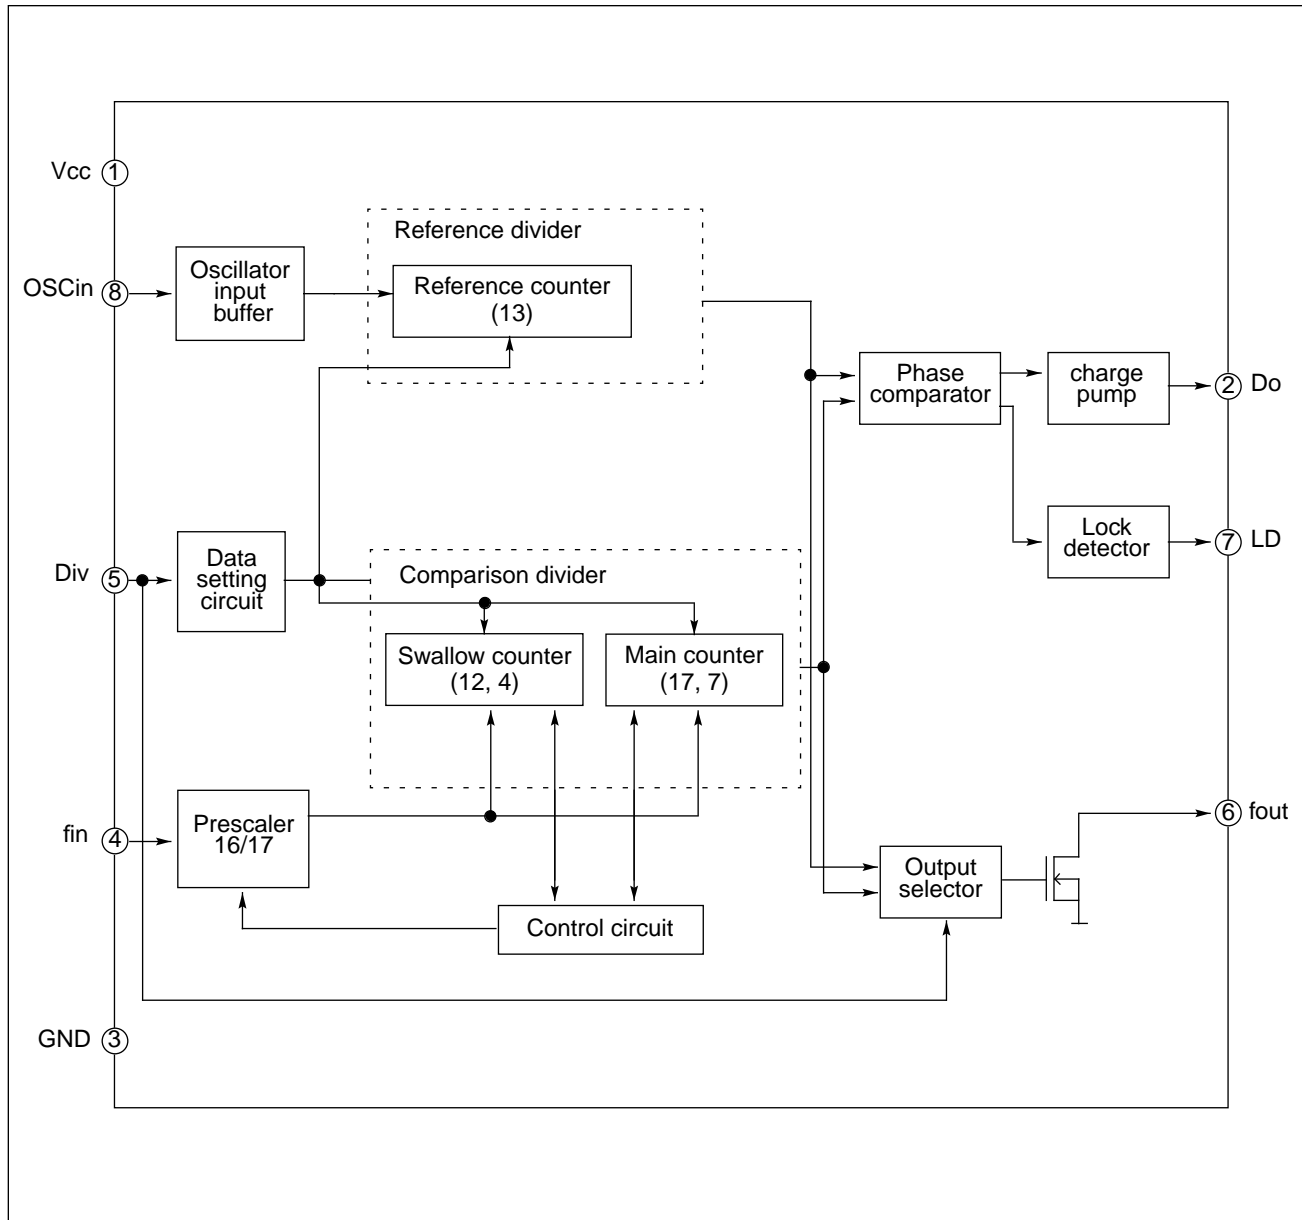 Vcc 1
Reference divider
OSCin 8
Oscillator
input
buffer
Reference counter
(13)
Phase
comparator
charge
pump
2 Do
Div 5
Data
setting
circuit
Comparison divider
Lock
detector
7 LD
Swallow counter
(12, 4)
Main counter
(17, 7)
fin 4
Prescaler
16/17
6 fout
Output
selector
Control circuit
GND 3